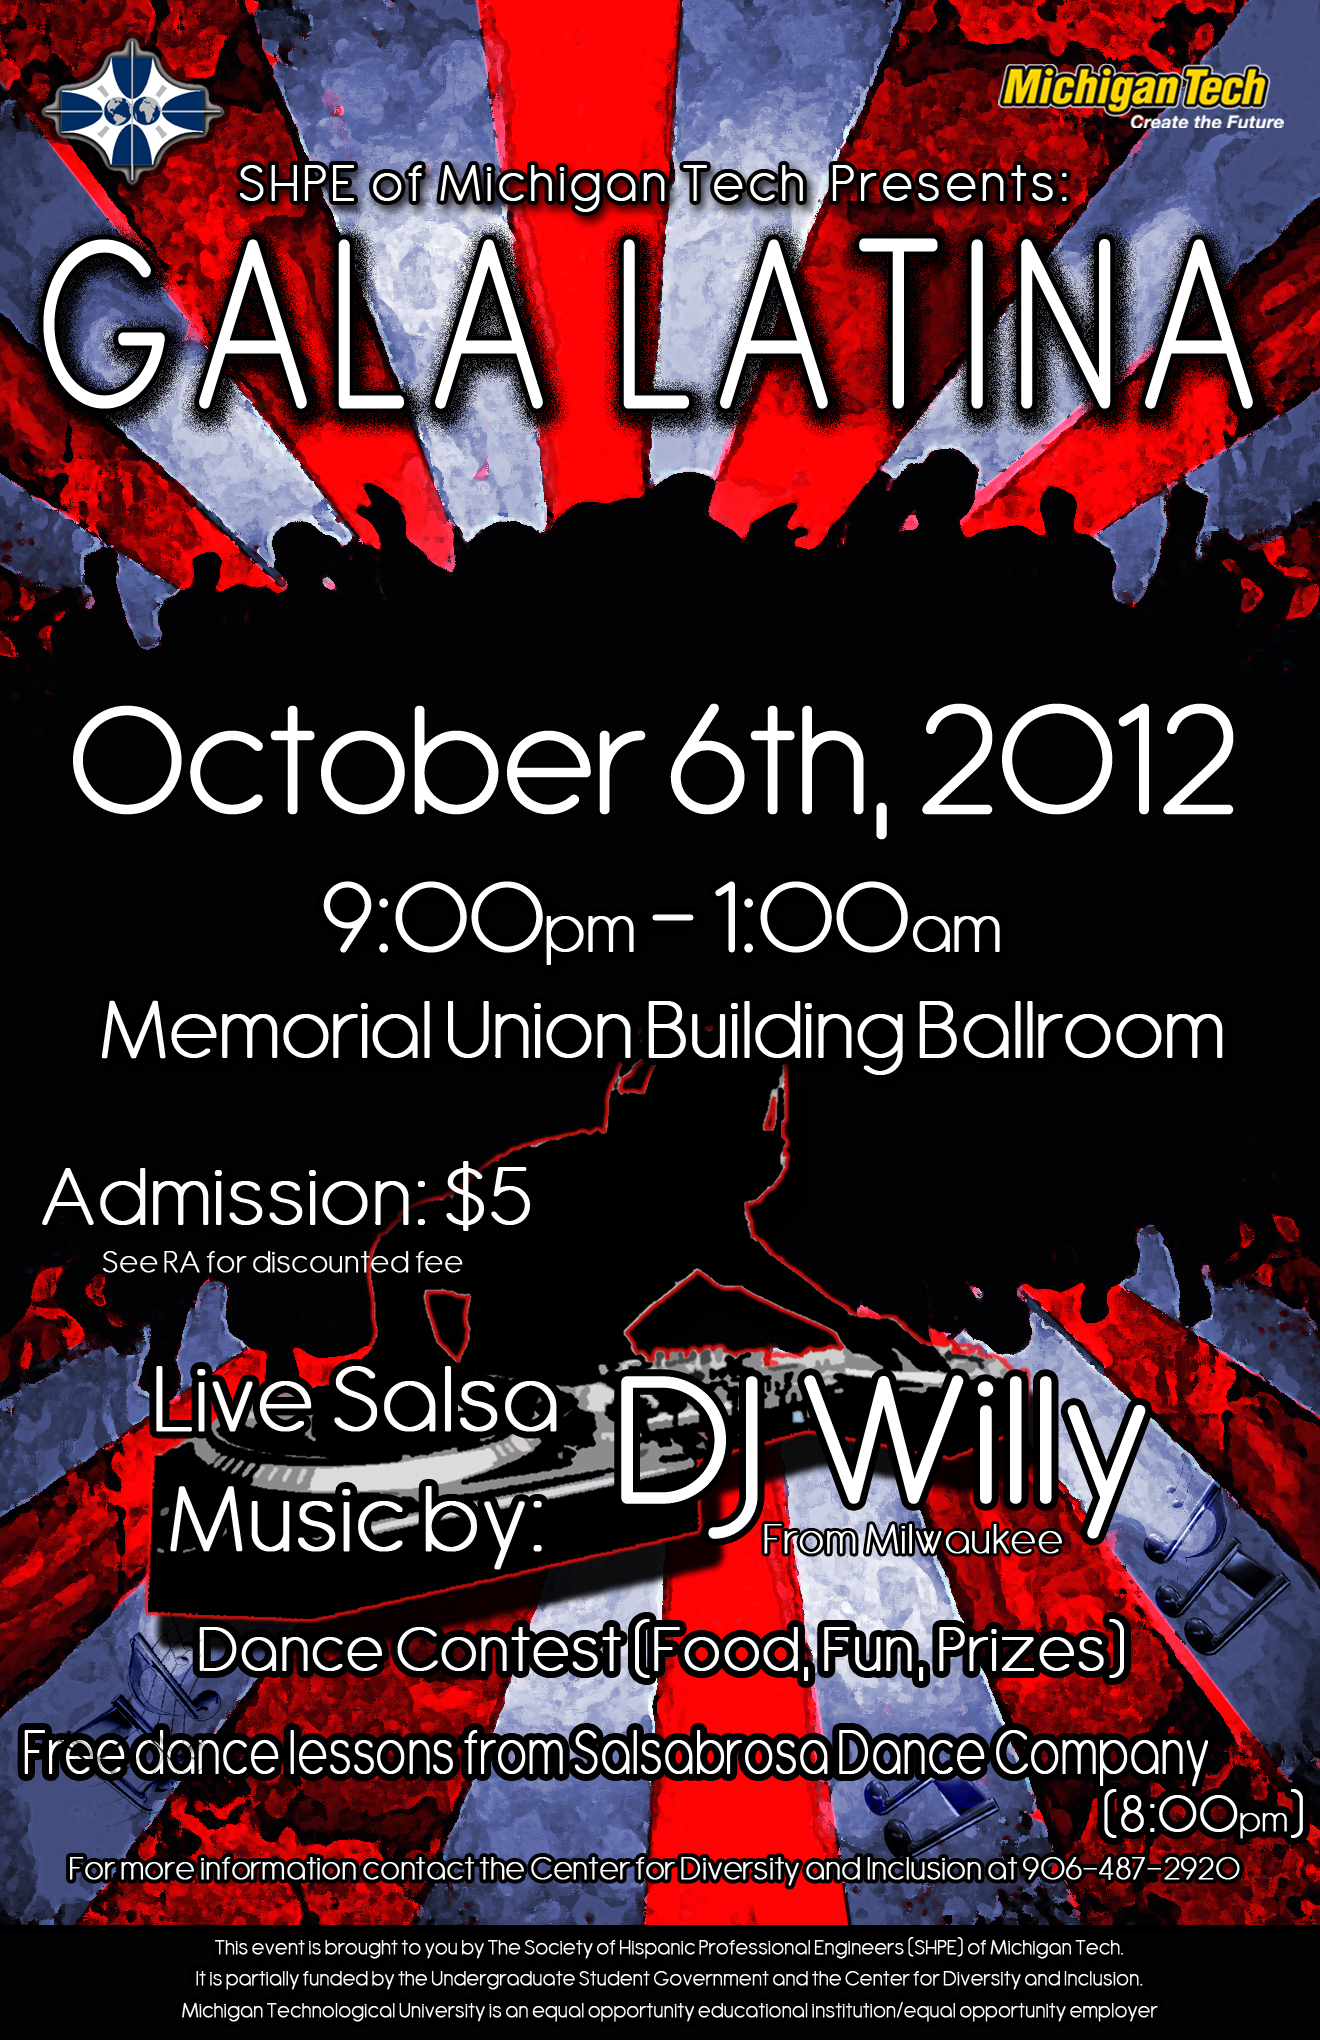 Michigan Tech
Create the Future
SHPE of Michigan Tech Presents:
GALA LATINA
October 6th, 2012
9:00pm - 1:00am
Memorial Union Building Ballroom
Admission: $5
See RA for discounted fee
Live Salsa
Music by:
DJ Willy
From Milwaukee
Dance Contest (Food, Fun, Prizes)
Free dance lessons from Salsabrosa Dance Company
(8:00pm)
For more information contact the Center for Diversity and Inclusion at 906-487-2920
This event is brought to you by The Society of Hispanic Professional Engineers (SHPE) of Michigan Tech.
It is partially funded by the Undergraduate Student Government and the Center for Diversity and Inclusion.
Michigan Technological University is an equal opportunity educational institution/equal opportunity employer